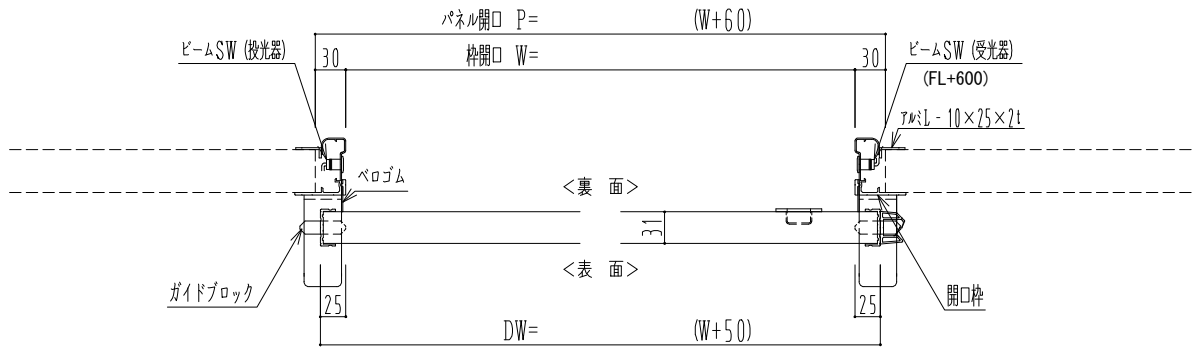 パネル開口 P= (W+60)
ビームSW (投光器)
30
枠開口 W=
30
ビームSW (受光器)
(FL+600)
アルミL - 10×25×2t
ベロゴム
<裏 面>
31
<表 面>
ガイドブロック
25
25
開口枠
DW= (W+50)